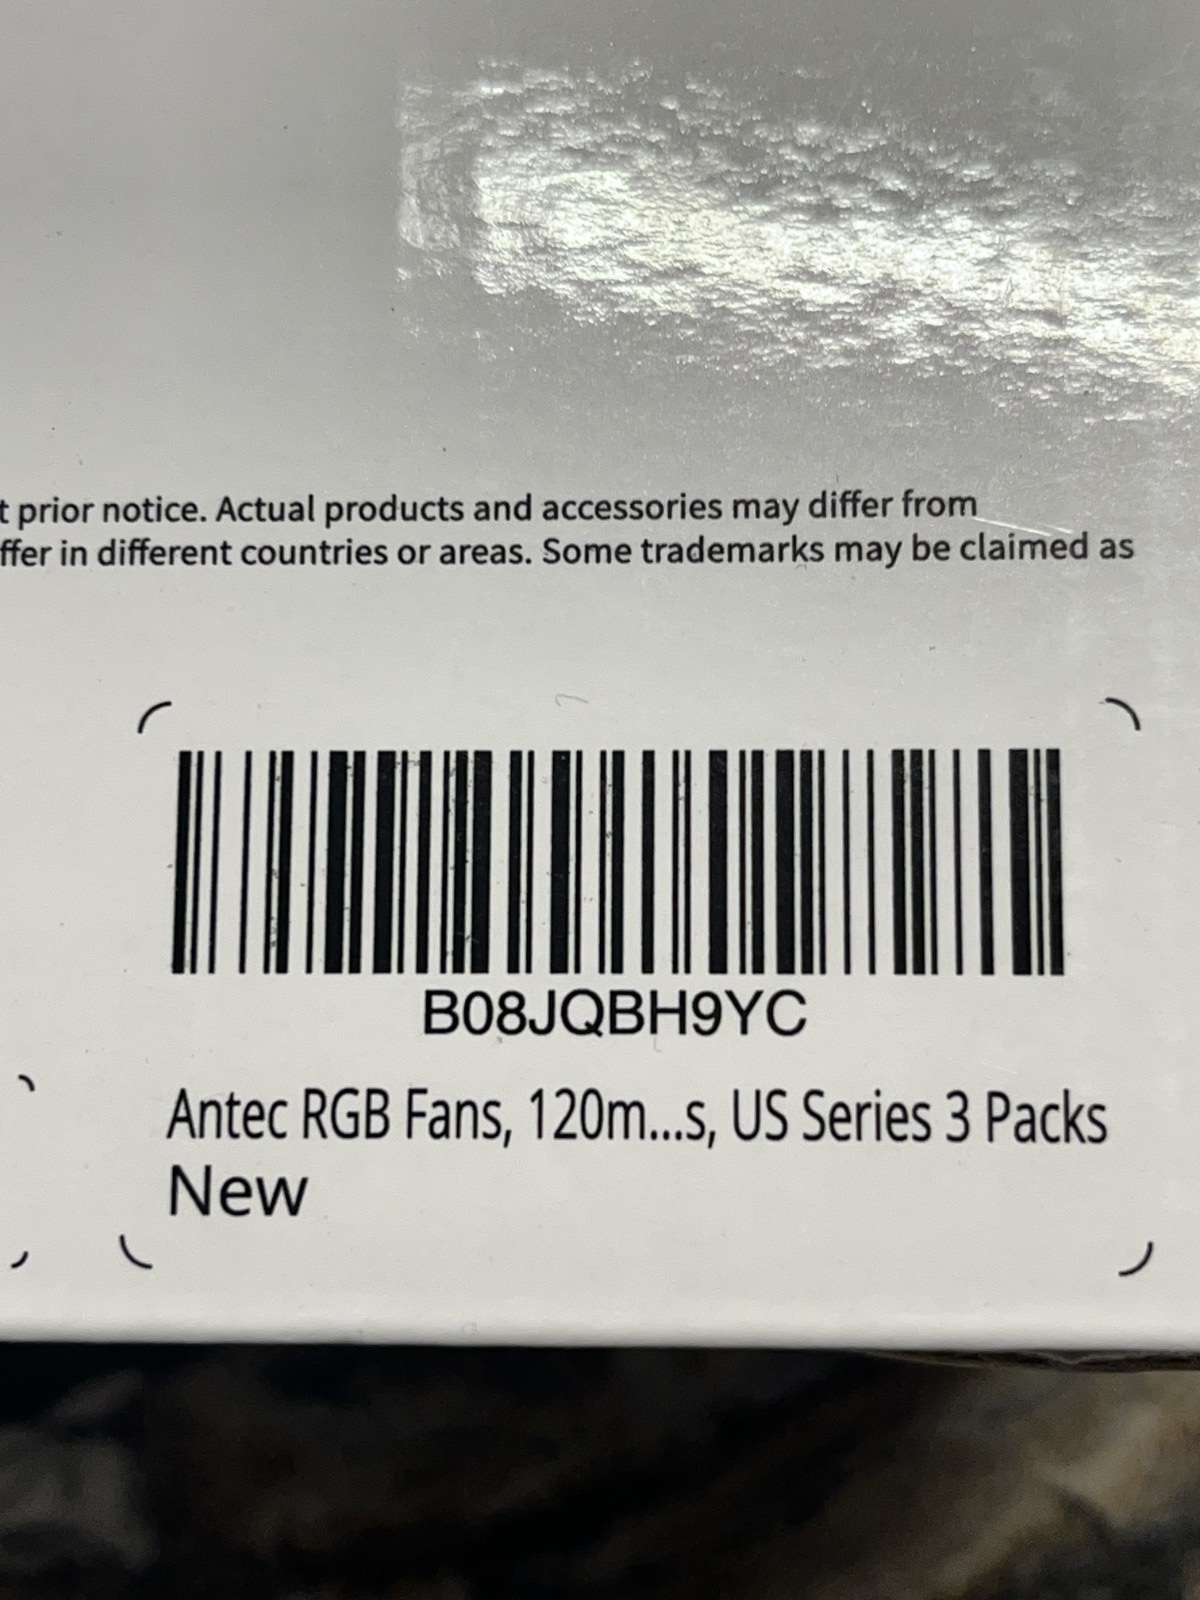 t prior notice. Actual products and accessories may differ from
ffer in different countries or areas. Some trademarks may be claimed as
B08JQBH9YC
Antec RGB Fans, 120m...s, US Series 3 Packs
New